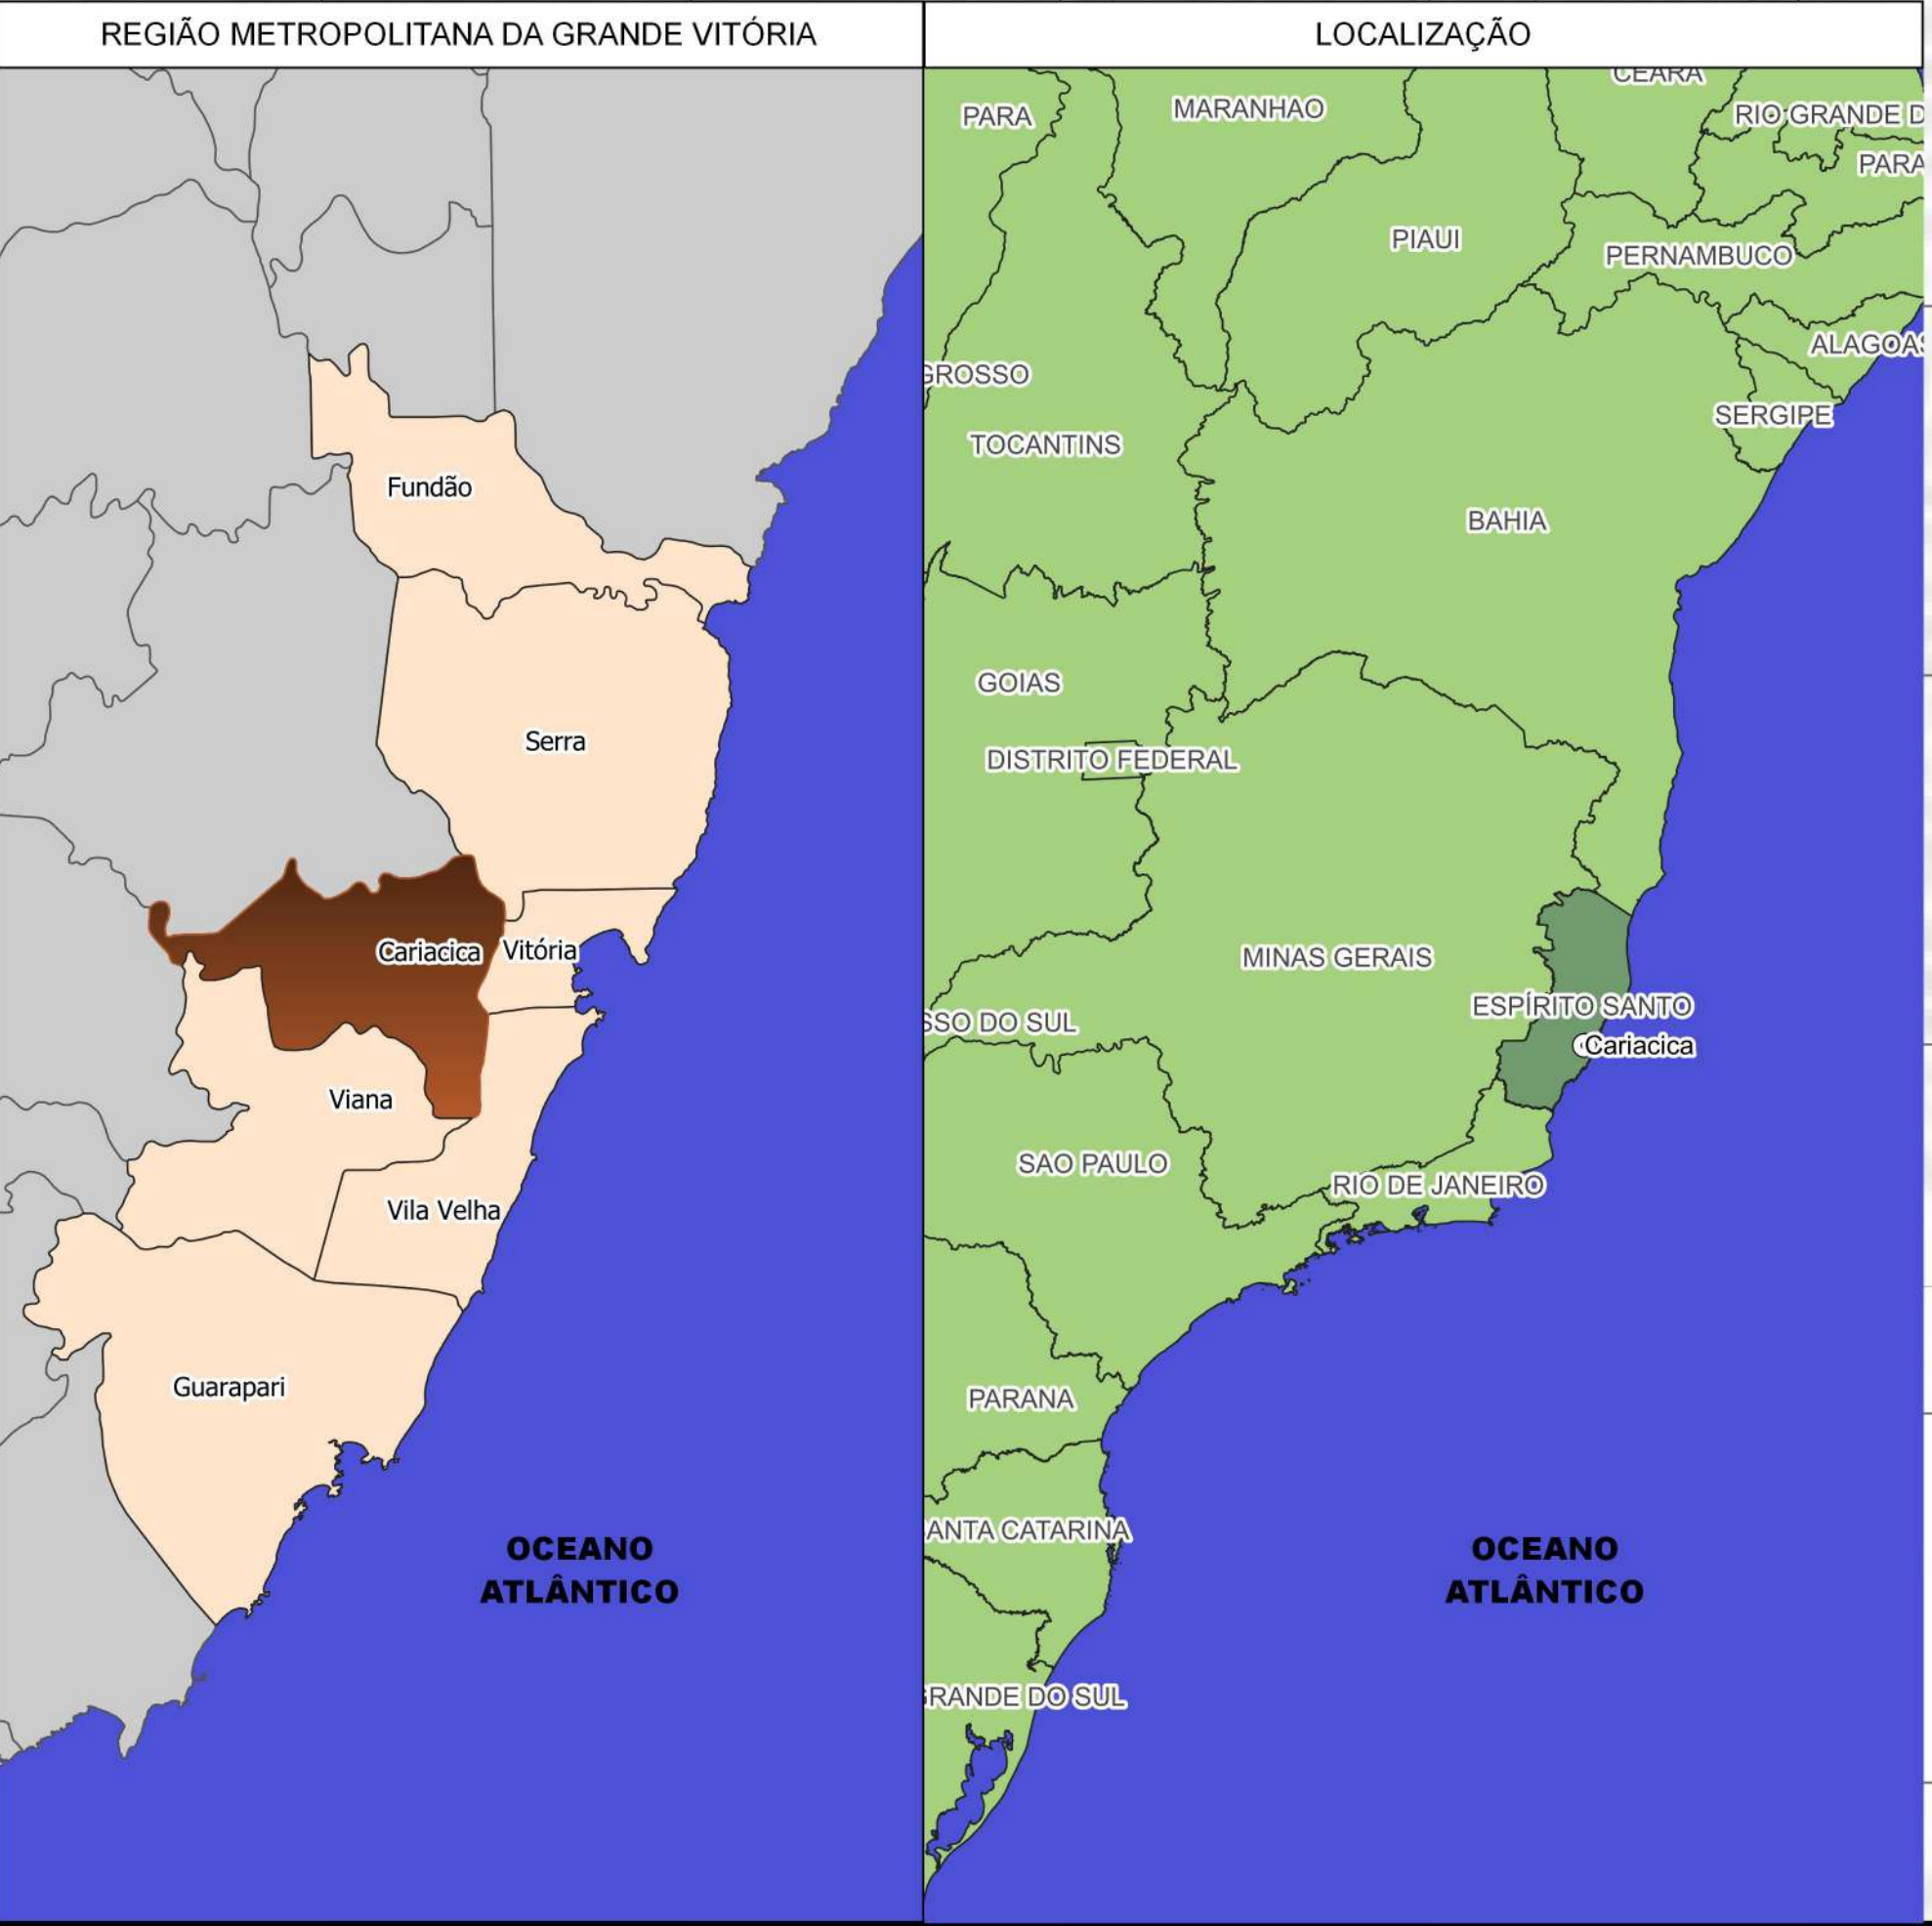 REGIÃO METROPOLITANA DA GRANDE VITÓRIA
Fundão
Serra
Cariacica
Vitória
Viana
Vila Velha
Guarapari
OCEANO
ATLÂNTICO
LOCALIZAÇÃO
CEARA
PARA
MARANHAO
RIO GRANDE D
PARA
PIAUI
PERNAMBUCO
ALAGOAS
GROSSO
SERGIPE
TOCANTINS
BAHIA
GOIAS
DISTRITO FEDERAL
MINAS GERAIS
ESPÍRITO SANTO
SSO DO SUL
Cariacica
SAO PAULO
RIO DE JANEIRO
PARANA
ANTA CATARINA
OCEANO
ATLÂNTICO
GRANDE DO SUL